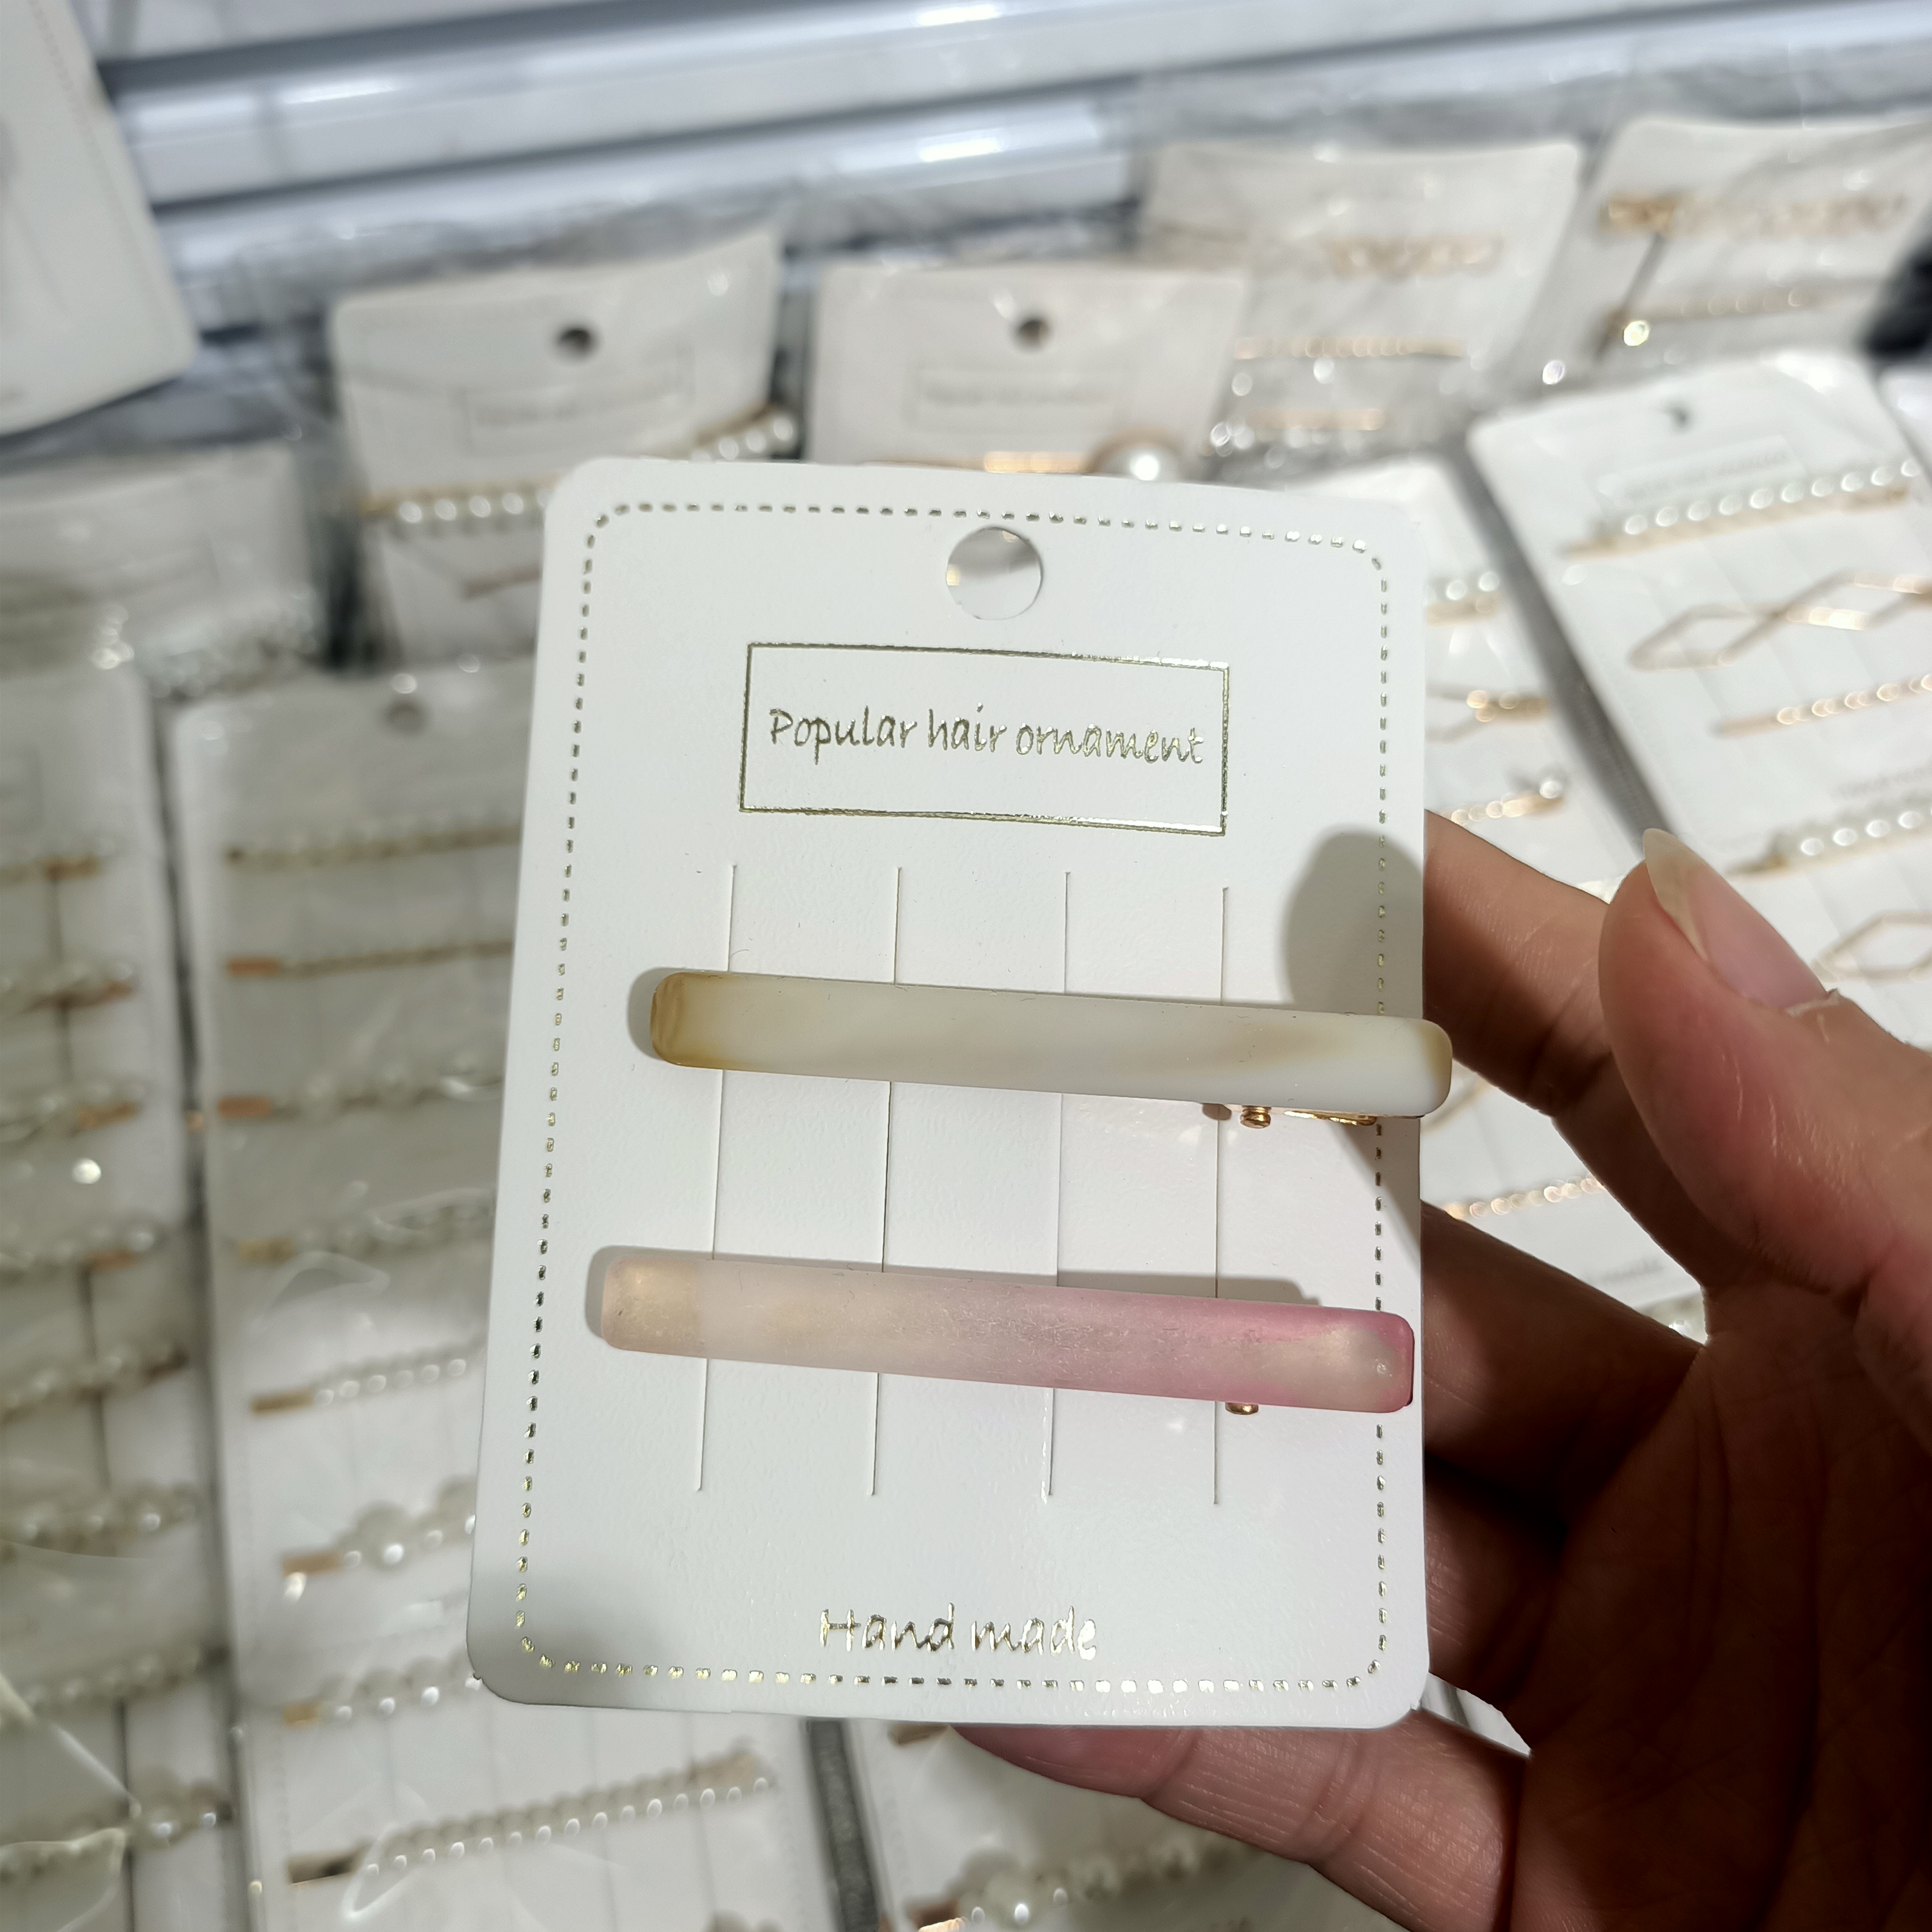 Popular hair ornament
Hand made